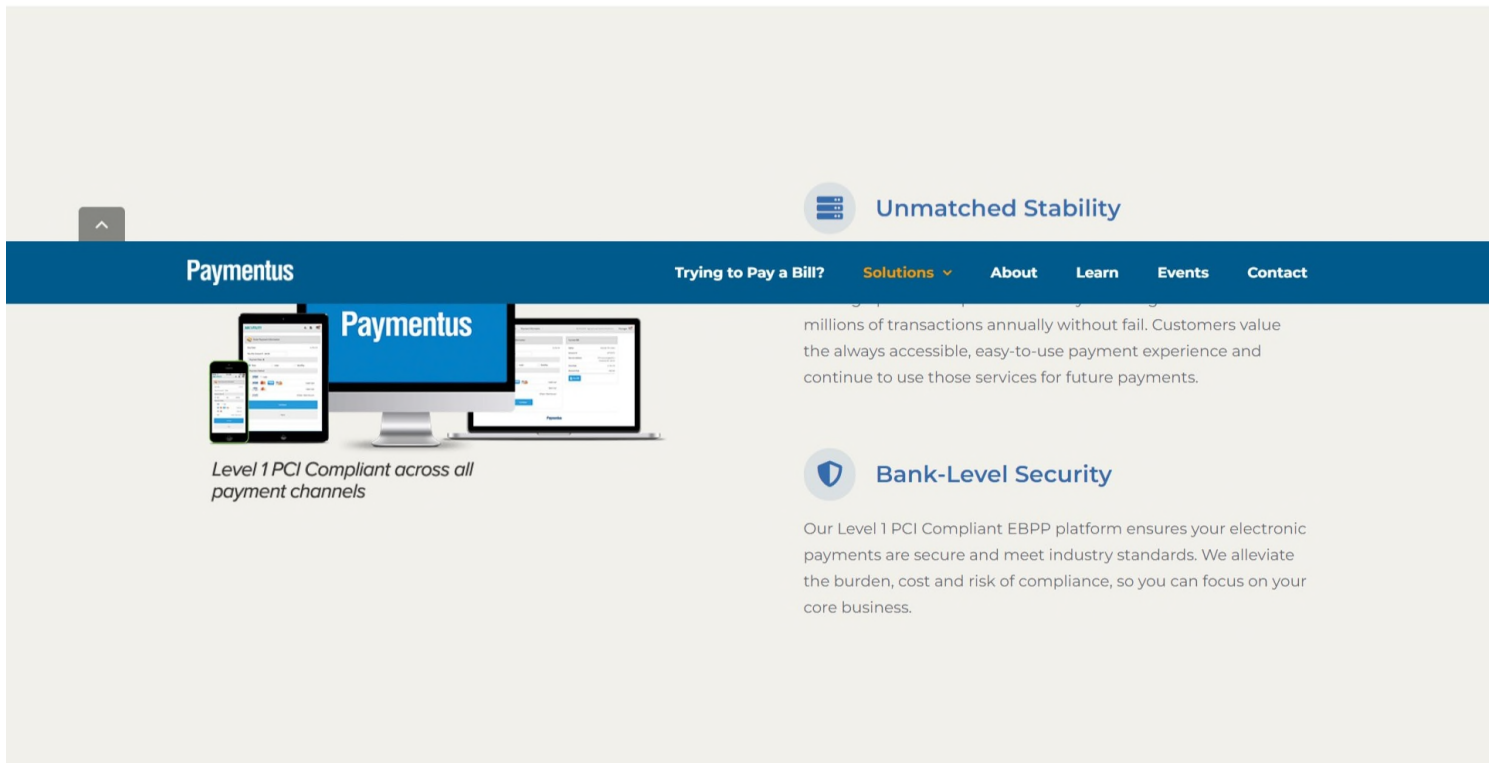 Unmatched Stability
Paymentus
Trying to Pay a Bill?
Solutions
About
Learn
Events
Contact
Paymentus
millions of transactions annually without fail. Customers value
the always accessible, easy-to-use payment experience and
continue to use those services for future payments.
Level 1 PCI Compliant across all
payment channels
Bank-Level Security
Our Level 1 PCI Compliant EBPP platform ensures your electronic
payments are secure and meet industry standards. We alleviate
the burden, cost and risk of compliance, so you can focus on your
core business.